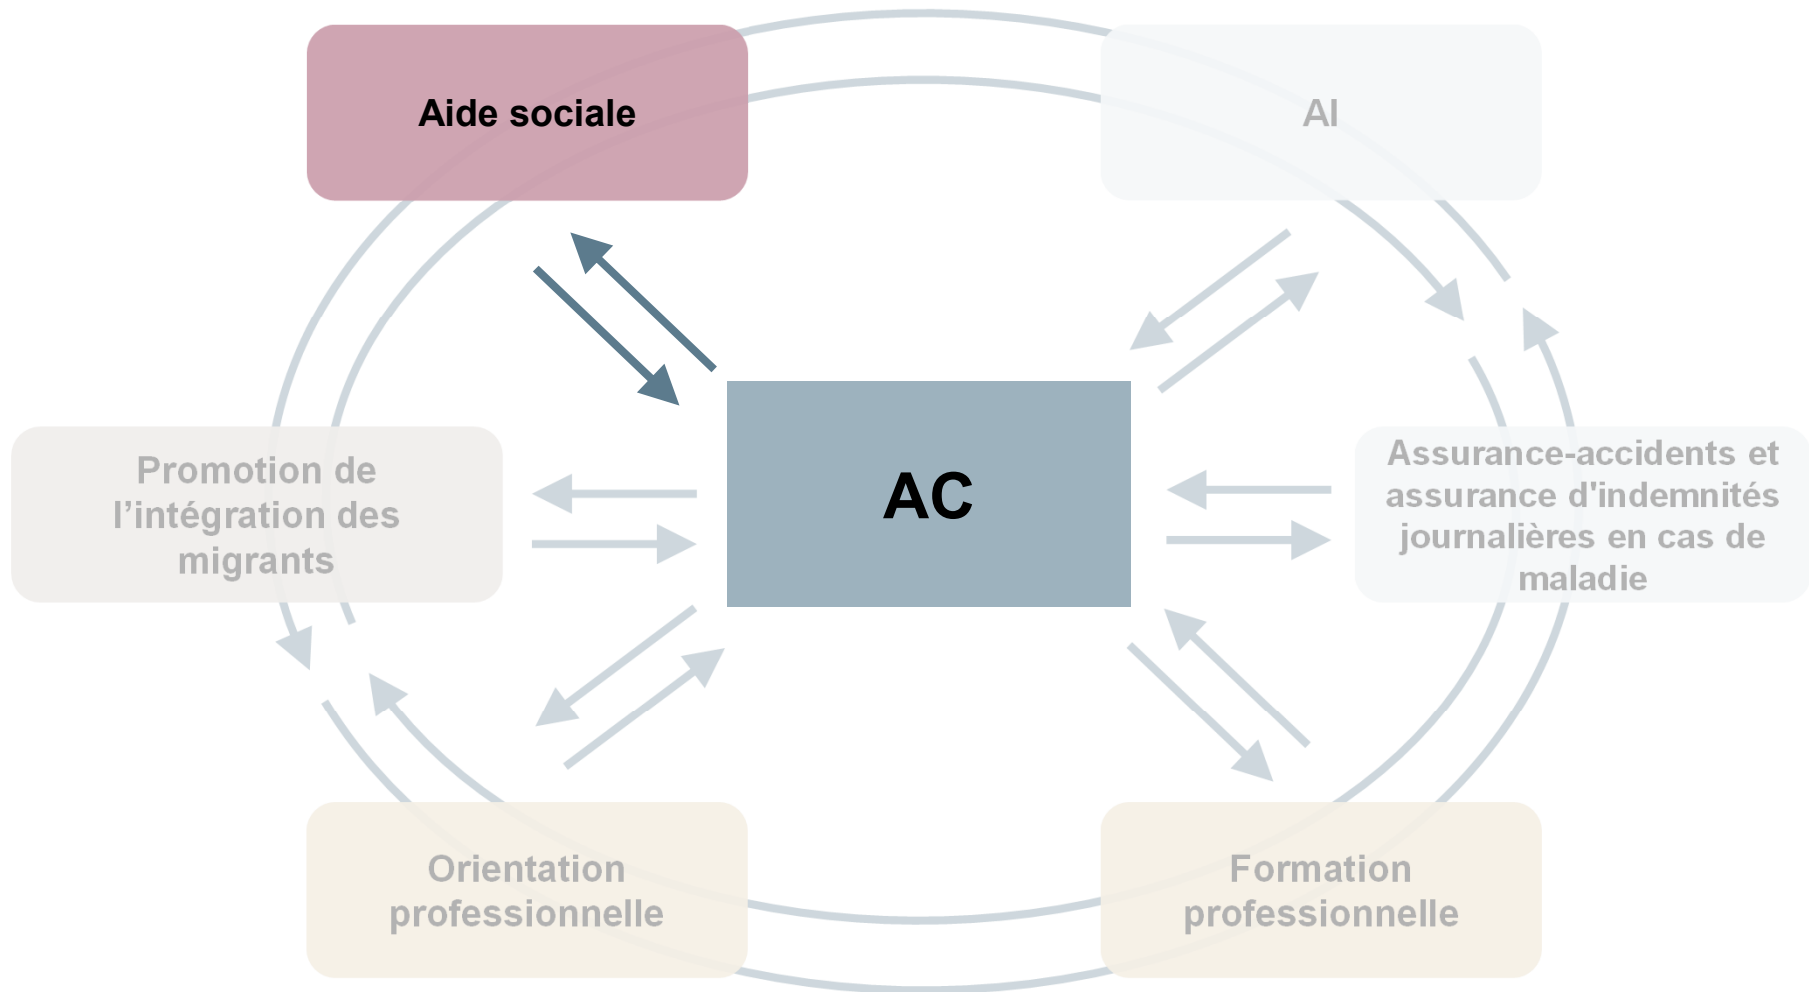 Aide sociale
AI
Promotion de
l’intégration des
migrants
AC
Assurance-accidents et
assurance d'indemnités
journalières en cas de
maladie
Orientation
professionnelle
Formation
professionnelle